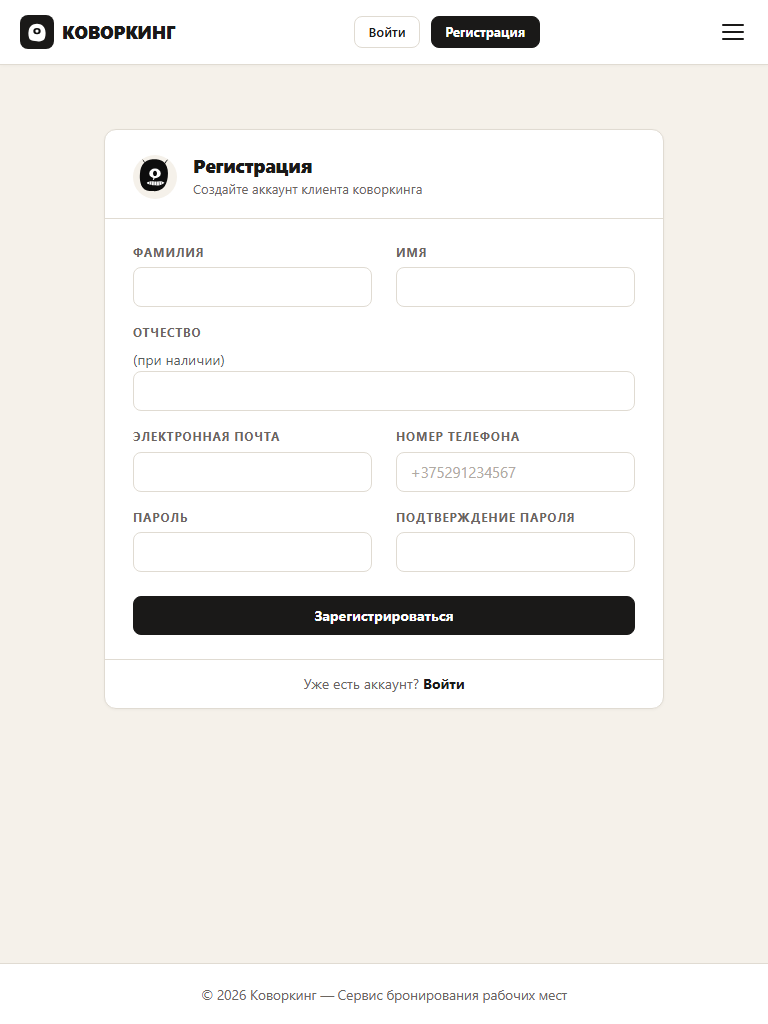 КОВОРКИНГ
Войти
Регистрация
Регистрация
Создайте аккаунт клиента коворкинга
ФАМИЛИЯ
ИМЯ
ОТЧЕСТВО
(при наличии)
ЭЛЕКТРОННАЯ ПОЧТА
НОМЕР ТЕЛЕФОНА
+375291234567
ПАРОЛЬ
ПОДТВЕРЖДЕНИЕ ПАРОЛЯ
Зарегистрироваться
Уже есть аккаунт? Войти
© 2026 Коворкинг — Сервис бронирования рабочих мест